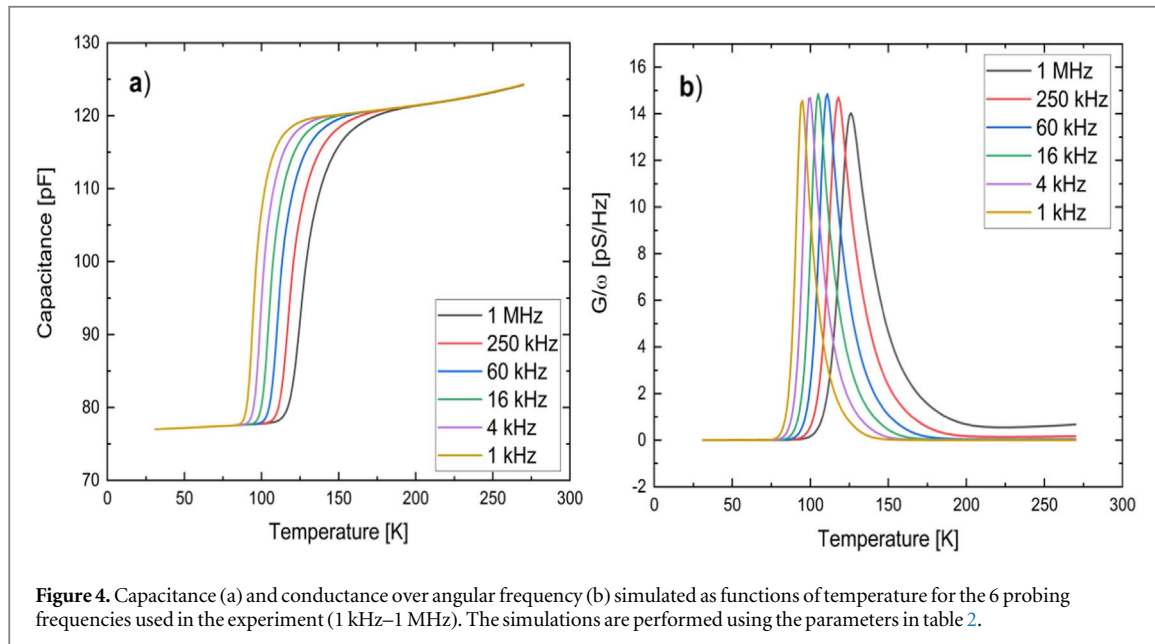 130
120
110
100
90
80
70
Capacitance [pF]
a)
1 MHz
250 kHz
60 kHz
16 kHz
4 kHz
1 kHz
0
50
100
150
200
250
300
Temperature [K]
16
14
12
10
8
6
4
2
0
-2
G/ω [pS/Hz]
b)
1 MHz
250 kHz
60 kHz
16 kHz
4 kHz
1 kHz
0
50
100
150
200
250
300
Temperature [K]
Figure 4. Capacitance (a) and conductance over angular frequency (b) simulated as functions of temperature for the 6 probing
frequencies used in the experiment (1 kHz–1 MHz). The simulations are performed using the parameters in table 2.